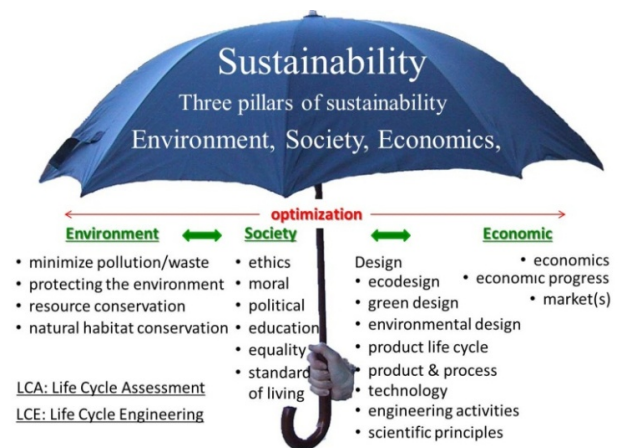 Sustainability
Three pillars of sustainability
Environment, Society, Economics,
optimization
Environment
• minimize pollution/waste
• protecting the environment
• resource conservation
• natural habitat conservation
Society
• ethics
• moral
• political
• education
• equality
• standard
of living
Design
• ecodesign
• green design
• environmental design
• product life cycle
• product & process
• technology
• engineering activities
• scientific principles
Economic
• economics
• economic progress
• market(s)
LCA: Life Cycle Assessment
LCE: Life Cycle Engineering